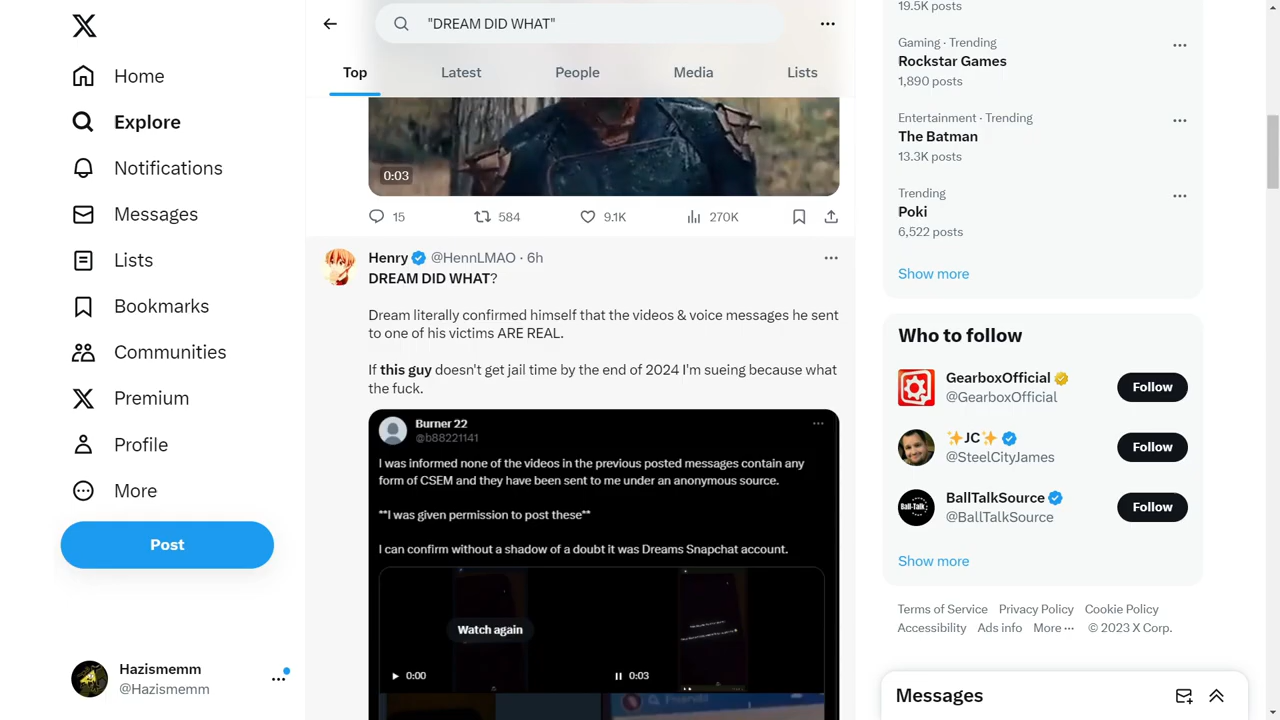 "DREAM DID WHAT"
Home
Explore
Notifications
Messages
Lists
Bookmarks
Communities
Premium
Profile
More
Post
Hazismemm
@Hazismemm
Top
Latest
People
Media
Lists
0:03
15
584
9.1K
270K
Henry @HennLMAO · 6h
DREAM DID WHAT?
Dream literally confirmed himself that the videos & voice messages he sent
to one of his victims ARE REAL.
If this guy doesn't get jail time by the end of 2024 I'm sueing because what
the fuck.
Burner 22
@b88221141
I was informed none of the videos in the previous posted messages contain any
form of CSEM and they have been sent to me under an anonymous source.
**I was given permission to post these**
I can confirm without a shadow of a doubt it was Dreams Snapchat account.
Watch again
0:00
0:03
19.5K posts
Gaming · Trending
Rockstar Games
1,890 posts
Entertainment · Trending
The Batman
13.3K posts
Trending
Poki
6,522 posts
Show more
Who to follow
GearboxOfficial
@GearboxOfficial
Follow
✨JC✨
@SteelCityJames
Follow
Ball-Talk
BallTalkSource
@BallTalkSource
Follow
Show more
Terms of Service Privacy Policy Cookie Policy
Accessibility Ads info More ··· © 2023 X Corp.
Messages